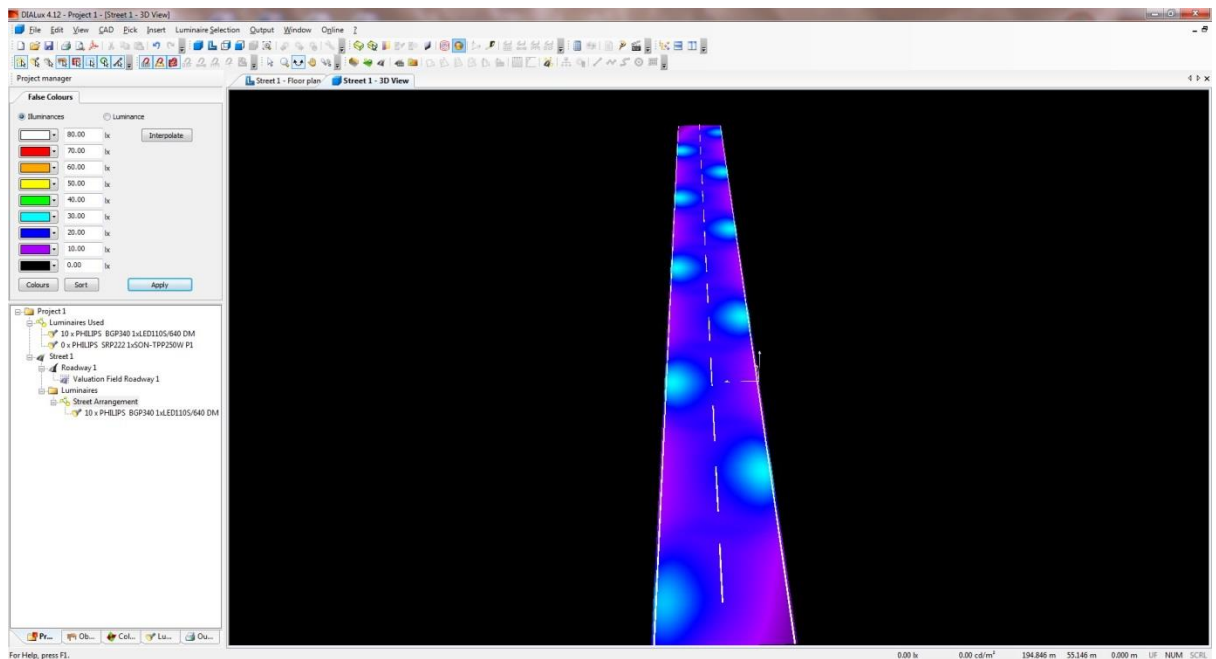 DIALux 4.12 - Project 1 - [Street 1 - 3D View]
File Edit View CAD Pick Insert Luminaire Selection Output Window Online ?
Project manager
Street 1 - Floor plan Street 1 - 3D View
False Colours
Illuminances Luminance
80.00 lx Interpolate
70.00 lx
60.00 lx
50.00 lx
40.00 lx
30.00 lx
20.00 lx
10.00 lx
0.00 lx
Colours Sort Apply
Project 1
Luminaires Used
10 x PHILIPS BGP340 1xLED110S/640 DM
0 x PHILIPS SRP222 1xSON-TPP250W P1
Street 1
Roadway 1
Valuation Field Roadway 1
Luminaires
Street Arrangement
10 x PHILIPS BGP340 1xLED110S/640 DM
Pr... Ob... Col... Lu... Ou...
For Help, press F1. 0.00 lx 0.00 cd/m² 194.846 m 55.146 m 0.000 m UF NUM SCRL